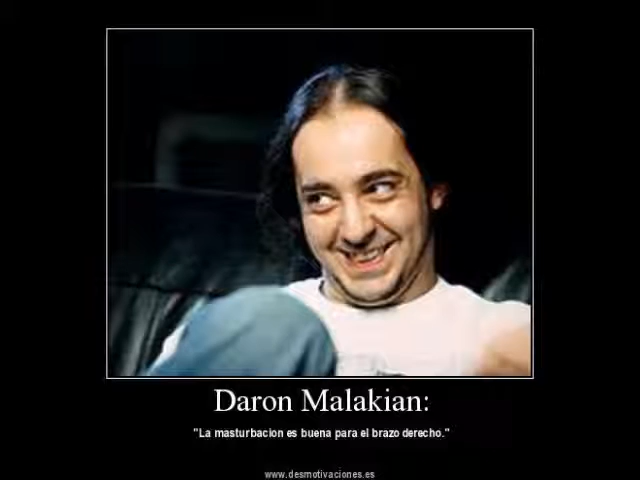 Daron Malakian:
"La masturbacion es buena para el brazo derecho."
www.desmotivaciones.es